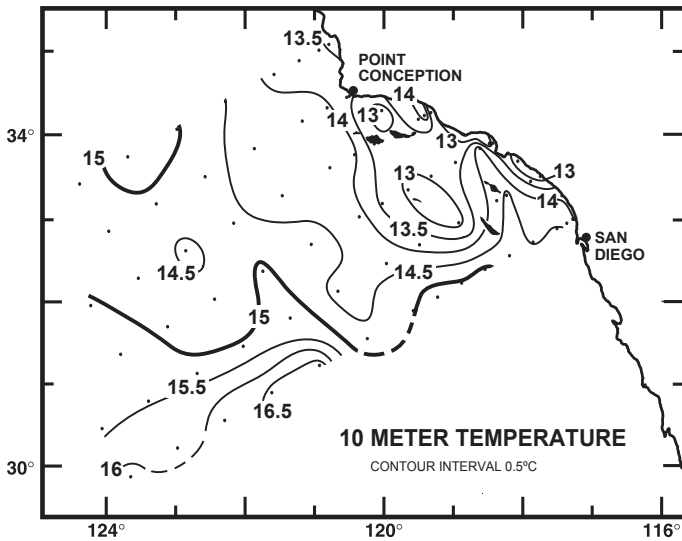 13.5
POINT
CONCEPTION
14
13
14
34°
13
15
13
13
14
13.5
SAN
DIEGO
14.5
14.5
15
15.5
16.5
10 METER TEMPERATURE
CONTOUR INTERVAL 0.5ºC
16
30°
124° 120° 116°